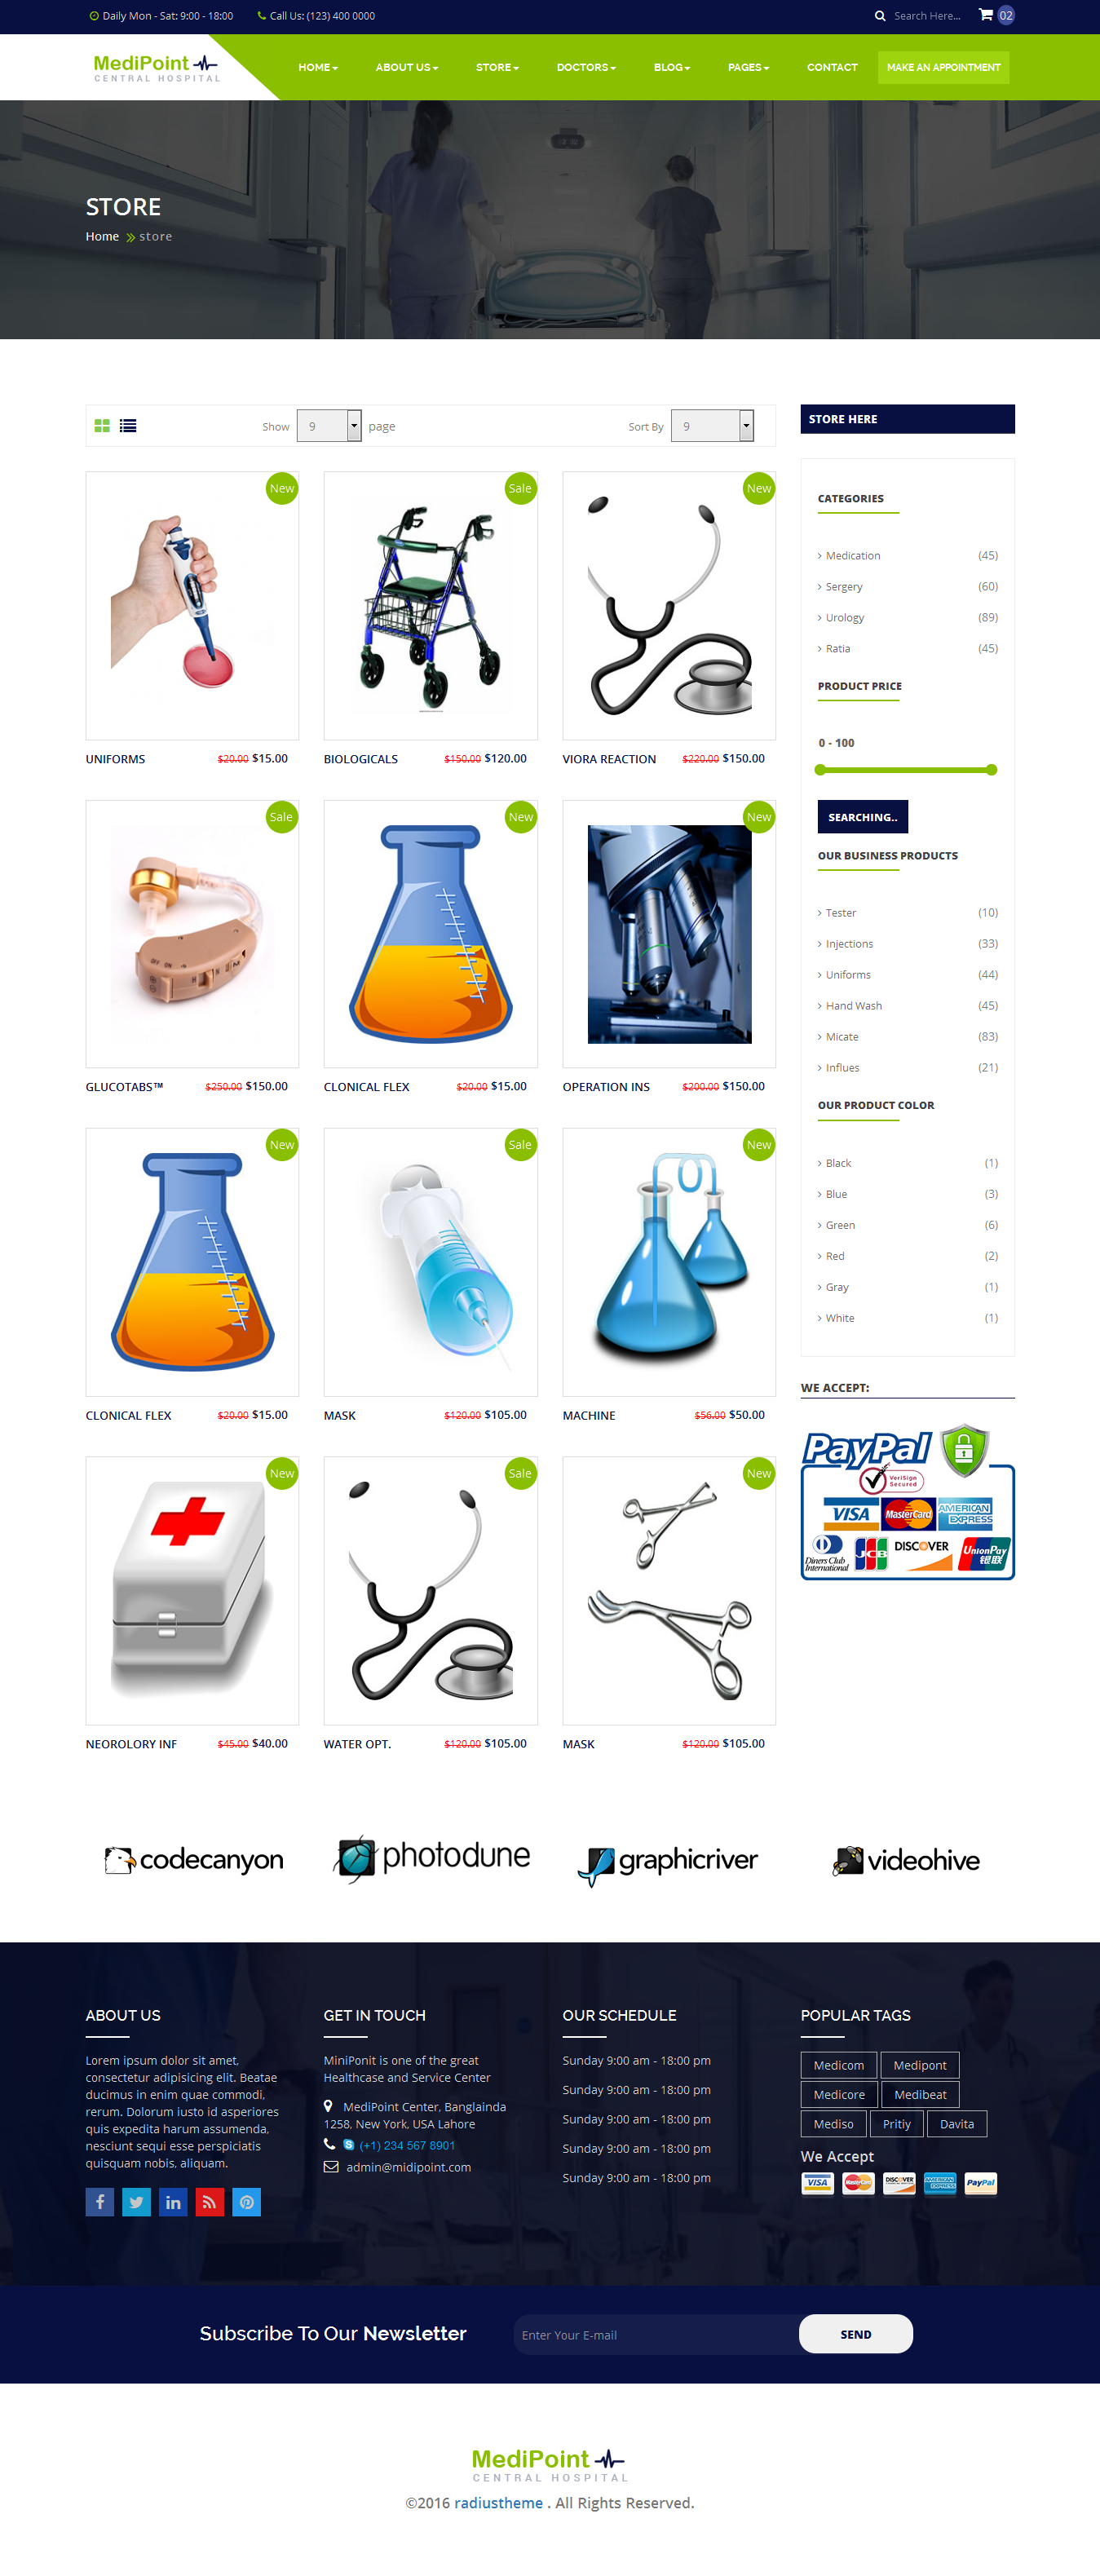 Daily Mon - Sat: 9:00 - 18:00 Call Us: (123) 400 0000 Search Here... 02
MediPoint
CENTRAL HOSPITAL
HOME ABOUT US STORE DOCTORS BLOG PAGES CONTACT MAKE AN APPOINTMENT
STORE
Home store
Show 9 page Sort By 9
New Sale New
UNIFORMS $20.00 $15.00
BIOLOGICALS $150.00 $120.00
VIORA REACTION $220.00 $150.00
Sale New New
OFF ON
GLUCOTABS™ $250.00 $150.00
CLONICAL FLEX $20.00 $15.00
OPERATION INS $200.00 $150.00
New Sale New
CLONICAL FLEX $20.00 $15.00
MASK $120.00 $105.00
MACHINE $56.00 $50.00
New Sale New
NEOROLORY INF $45.00 $40.00
WATER OPT. $120.00 $105.00
MASK $120.00 $105.00
STORE HERE
CATEGORIES
Medication (45)
Sergery (60)
Urology (89)
Ratia (45)
PRODUCT PRICE
0 - 100
SEARCHING..
OUR BUSINESS PRODUCTS
Tester (10)
Injections (33)
Uniforms (44)
Hand Wash (45)
Micate (83)
Influes (21)
OUR PRODUCT COLOR
Black (1)
Blue (3)
Green (6)
Red (2)
Gray (1)
White (1)
WE ACCEPT:
PayPal
VeriSign
Secured
VISA MasterCard AMERICAN EXPRESS
Diners Club International JCB DISCOVER UnionPay 银联
codecanyon photodune graphicriver videohive
ABOUT US
Lorem ipsum dolor sit amet,
consectetur adipisicing elit. Beatae
ducimus in enim quae commodi,
rerum. Dolorum iusto id asperiores
quis expedita harum assumenda,
nesciunt sequi esse perspiciatis
quisquam nobis, aliquam.
GET IN TOUCH
MiniPonit is one of the great
Healthcase and Service Center
MediPoint Center, Banglainda
1258, New York, USA Lahore
(+1) 234 567 8901
admin@midipoint.com
OUR SCHEDULE
Sunday 9:00 am - 18:00 pm
Sunday 9:00 am - 18:00 pm
Sunday 9:00 am - 18:00 pm
Sunday 9:00 am - 18:00 pm
Sunday 9:00 am - 18:00 pm
POPULAR TAGS
Medicom Medipont
Medicore Medibeat
Mediso Pritiy Davita
We Accept
VISA MasterCard DISCOVER AMERICAN EXPRESS PayPal
Subscribe To Our Newsletter Enter Your E-mail SEND
MediPoint
CENTRAL HOSPITAL
©2016 radiustheme . All Rights Reserved.